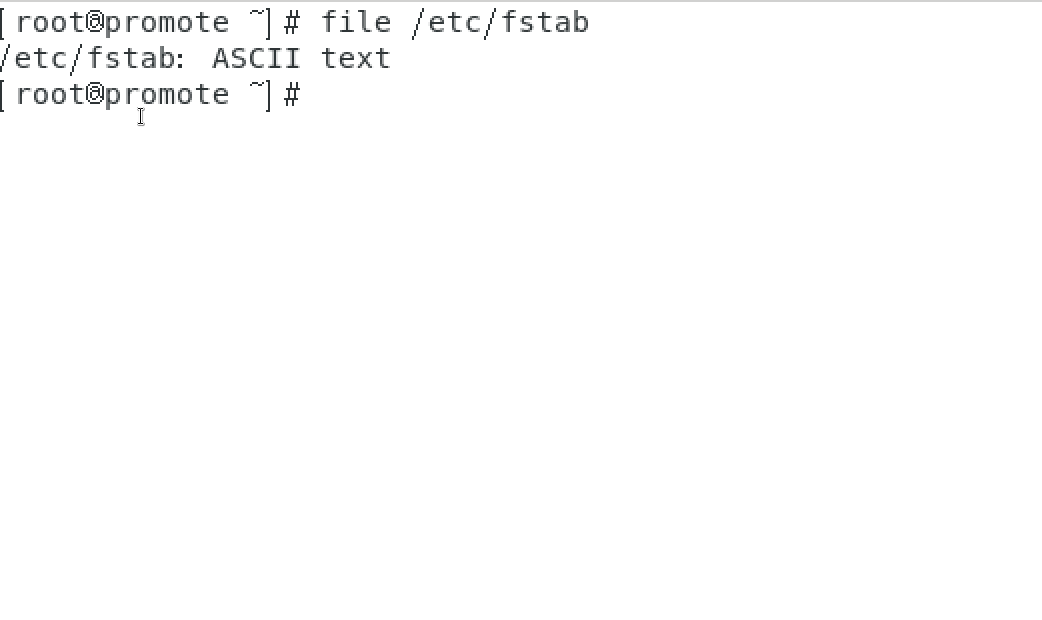 [root@promote ~]# file /etc/fstab
/etc/fstab: ASCII text
[root@promote ~]#